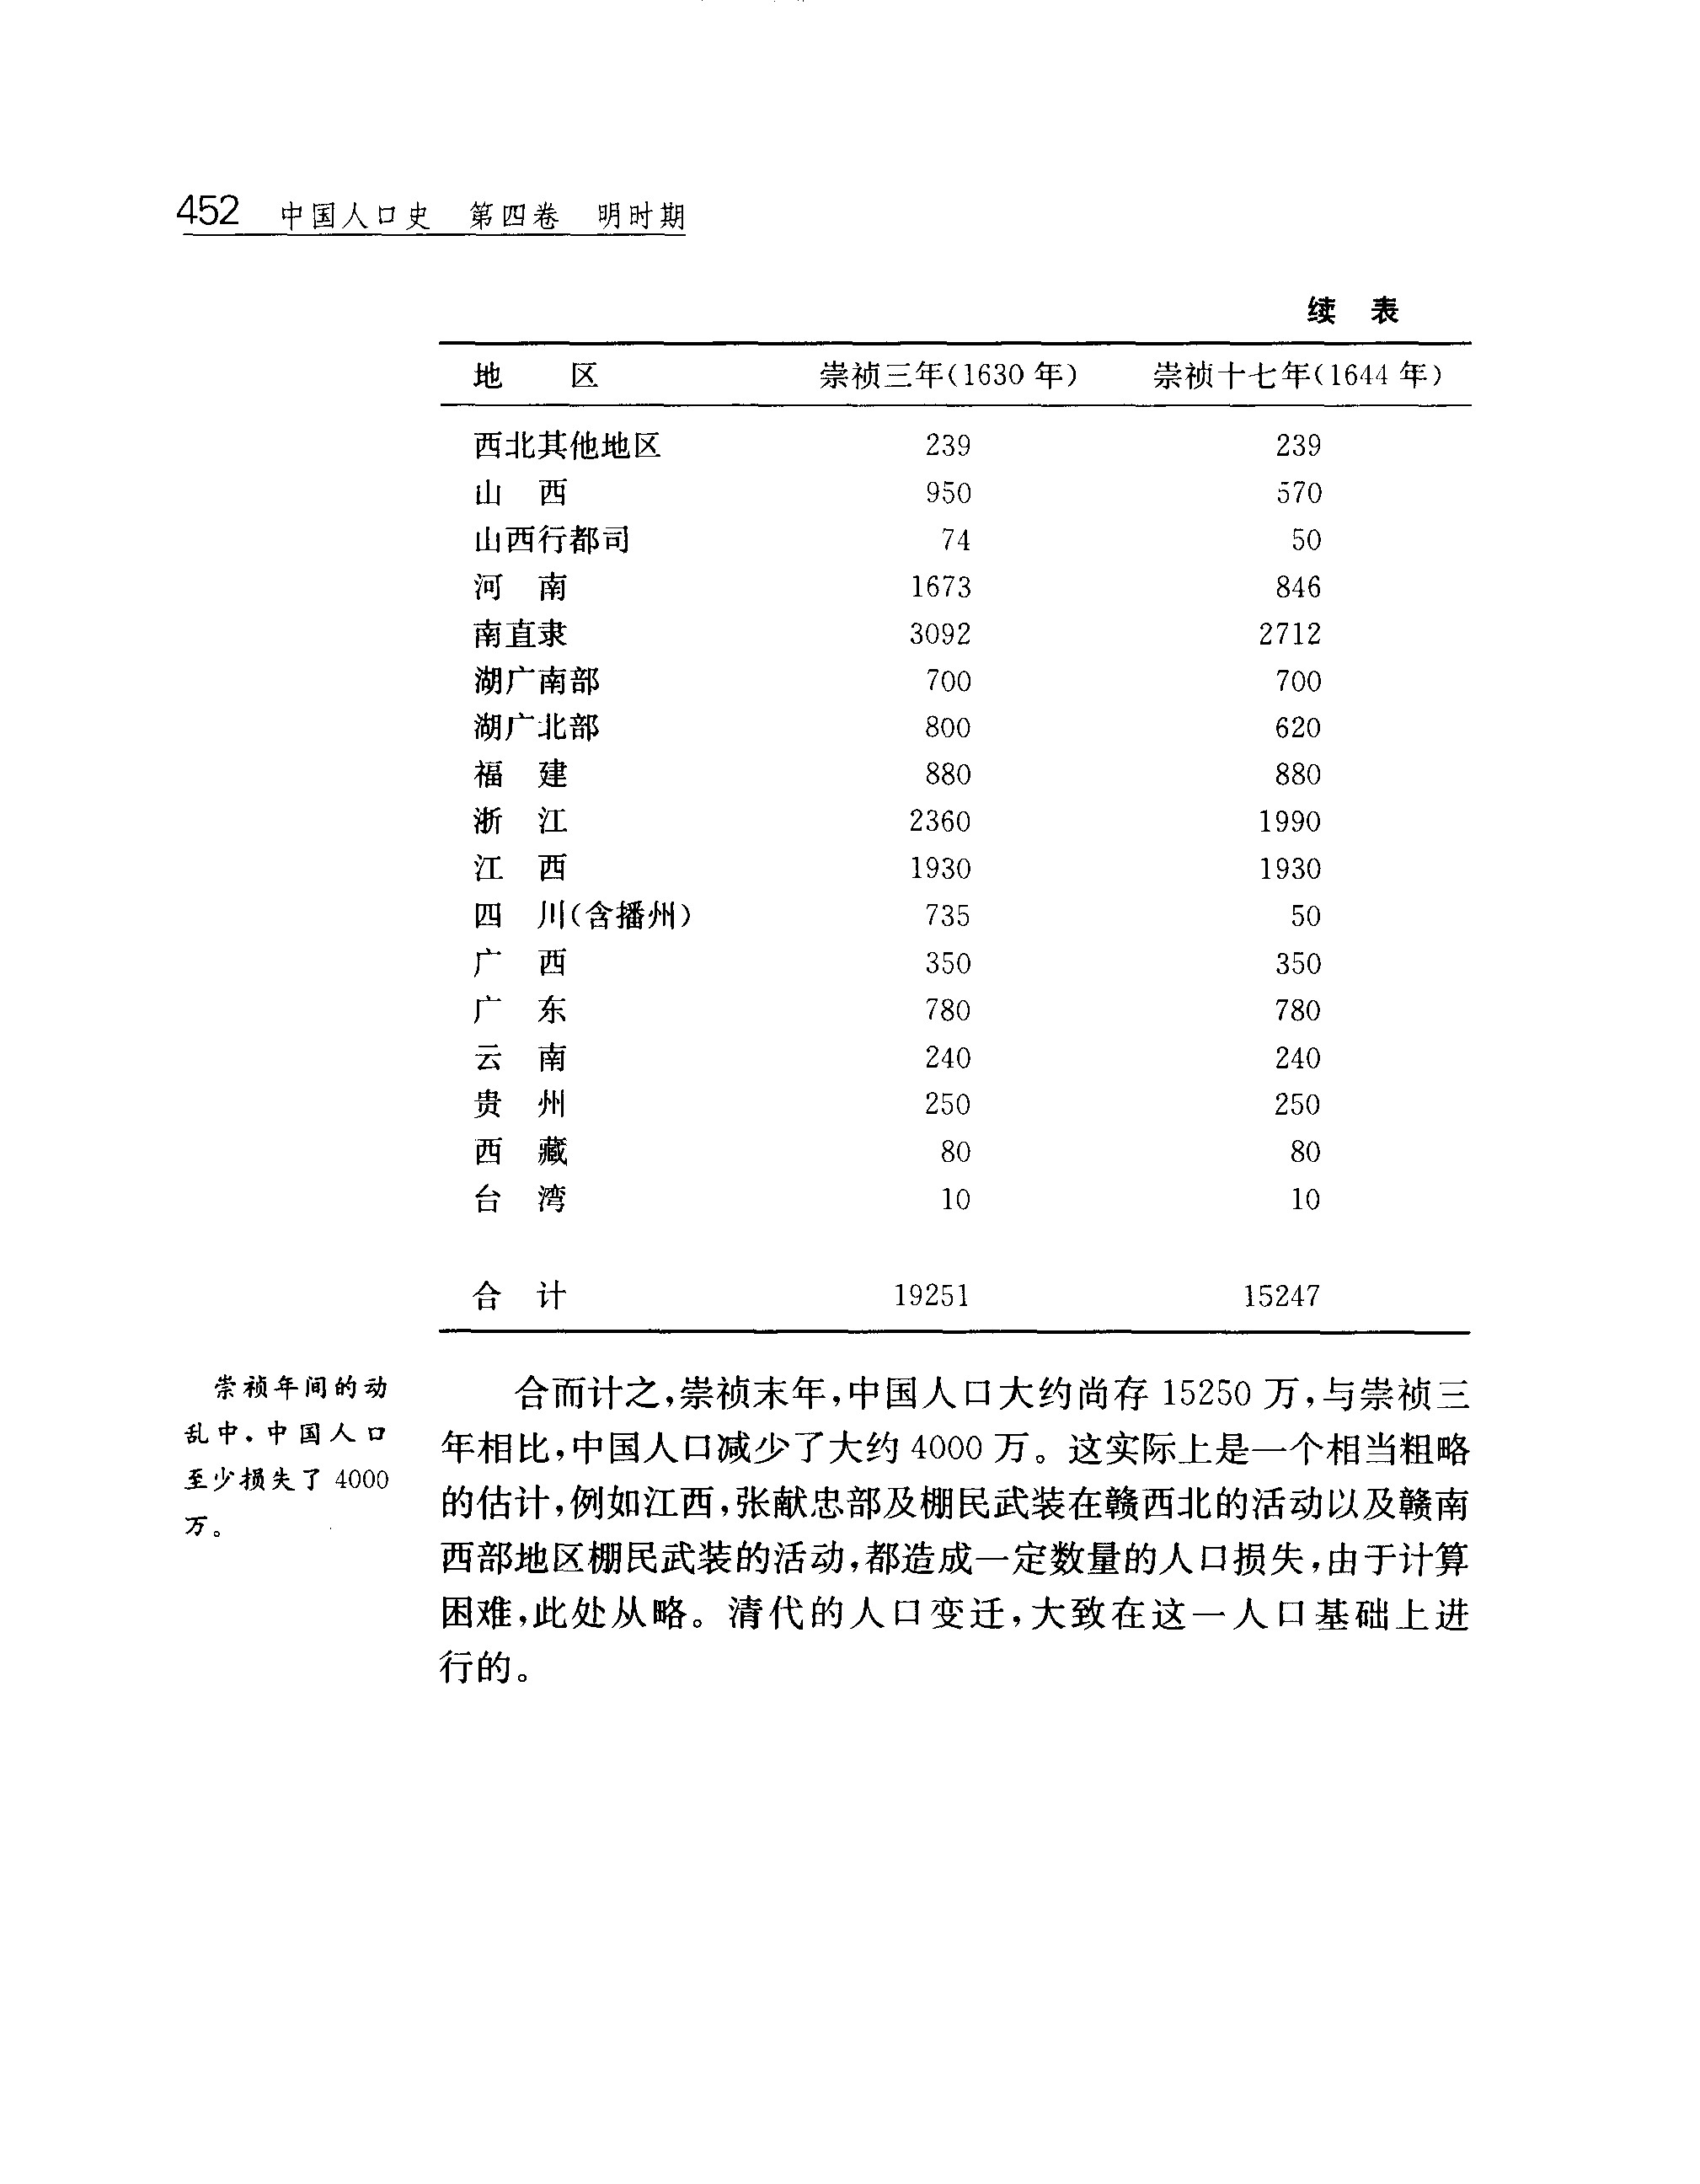 452 中国人口史 第四卷 明时期
续 表
地 区 崇祯三年(1630 年) 崇祯十七年(1644 年)
西北其他地区 239 239
山 西 950 570
山西行都司 74 50
河 南 1673 846
南直隶 3092 2712
湖广南部 700 700
湖广北部 800 620
福 建 880 880
浙 江 2360 1990
江 西 1930 1930
四 川(含播州) 735 50
广 西 350 350
广 东 780 780
云 南 240 240
贵 州 250 250
西 藏 80 80
台 湾 10 10
合 计 19251 15247
崇祯年间的动
乱中,中国人口
至少损失了 4000
万。
合而计之,崇祯末年,中国人口大约尚存 15250 万,与崇祯三
年相比,中国人口减少了大约 4000 万。这实际上是一个相当粗略
的估计,例如江西,张献忠部及棚民武装在赣西北的活动以及赣南
西部地区棚民武装的活动,都造成一定数量的人口损失,由于计算
困难,此处从略。清代的人口变迁,大致在这一人口基础上进
行的。